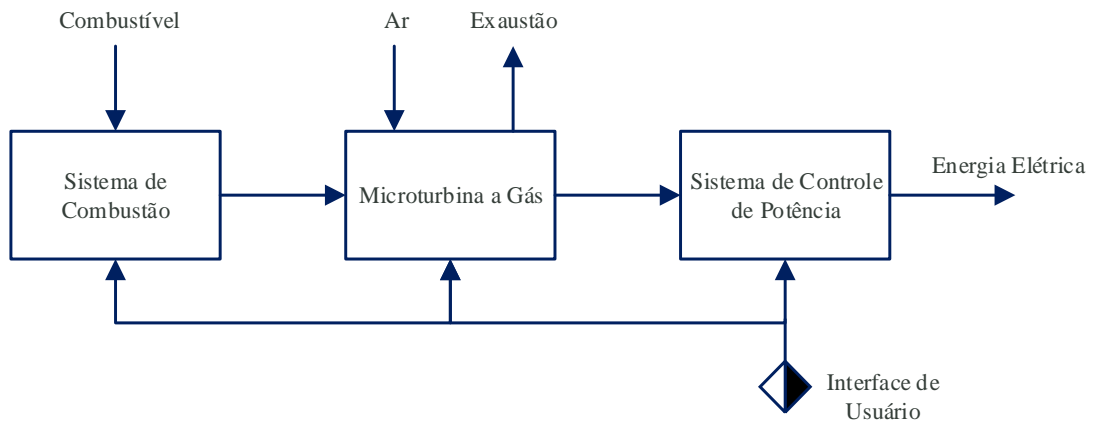 Combustível
Ar
Exaustão
Sistema de
Combustão
Microturbina a Gás
Sistema de Controle
de Potência
Energia Elétrica
Interface de
Usuário